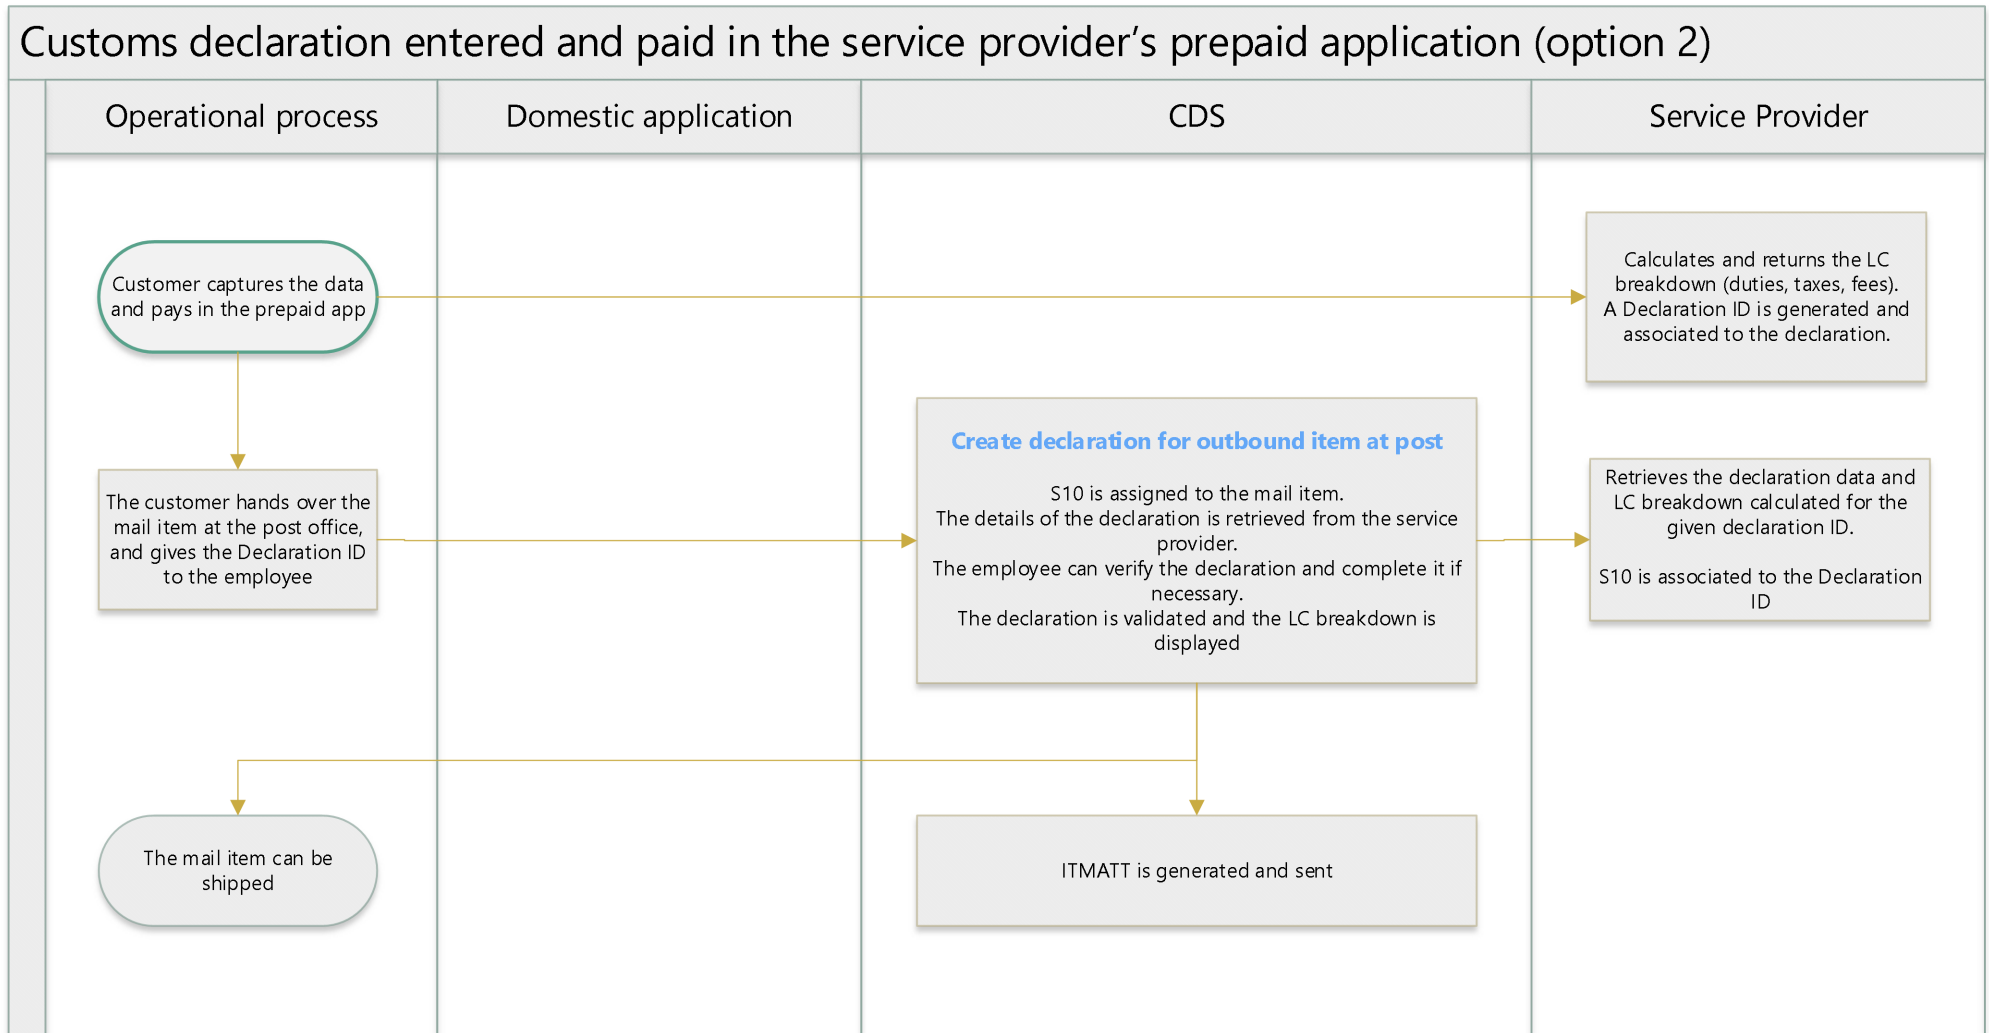 Customs declaration entered and paid in the service provider’s prepaid application (option 2)
Operational process
Domestic application
CDS
Service Provider
Customer captures the data
and pays in the prepaid app
Calculates and returns the LC
breakdown (duties, taxes, fees).
A Declaration ID is generated and
associated to the declaration.
The customer hands over the
mail item at the post office,
and gives the Declaration ID
to the employee
Create declaration for outbound item at post
S10 is assigned to the mail item.
The details of the declaration is retrieved from the service
provider.
The employee can verify the declaration and complete it if
necessary.
The declaration is validated and the LC breakdown is
displayed
Retrieves the declaration data and
LC breakdown calculated for the
given declaration ID.
S10 is associated to the Declaration
ID
The mail item can be
shipped
ITMATT is generated and sent